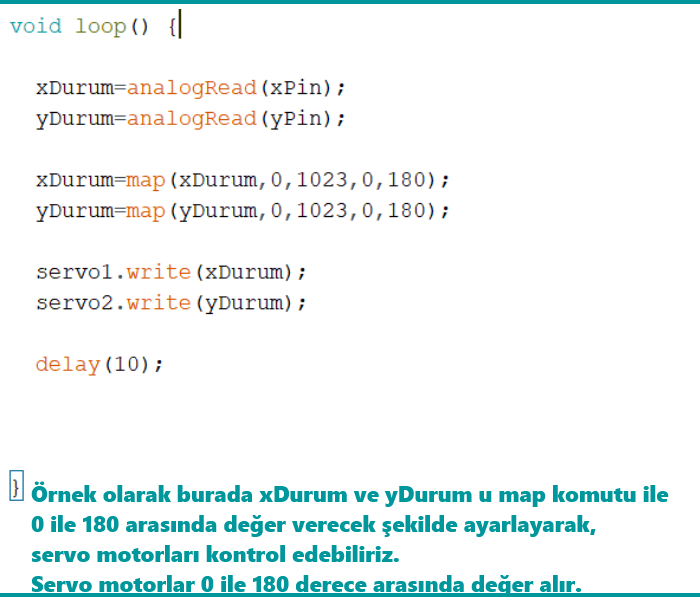 void loop() {
xDurum=analogRead(xPin);
yDurum=analogRead(yPin);
xDurum=map(xDurum,0,1023,0,180);
yDurum=map(yDurum,0,1023,0,180);
servo1.write(xDurum);
servo2.write(yDurum);
delay(10);
}
Örnek olarak burada xDurum ve yDurum u map komutu ile
0 ile 180 arasında değer verecek şekilde ayarlayarak,
servo motorları kontrol edebiliriz.
Servo motorlar 0 ile 180 derece arasında değer alır.